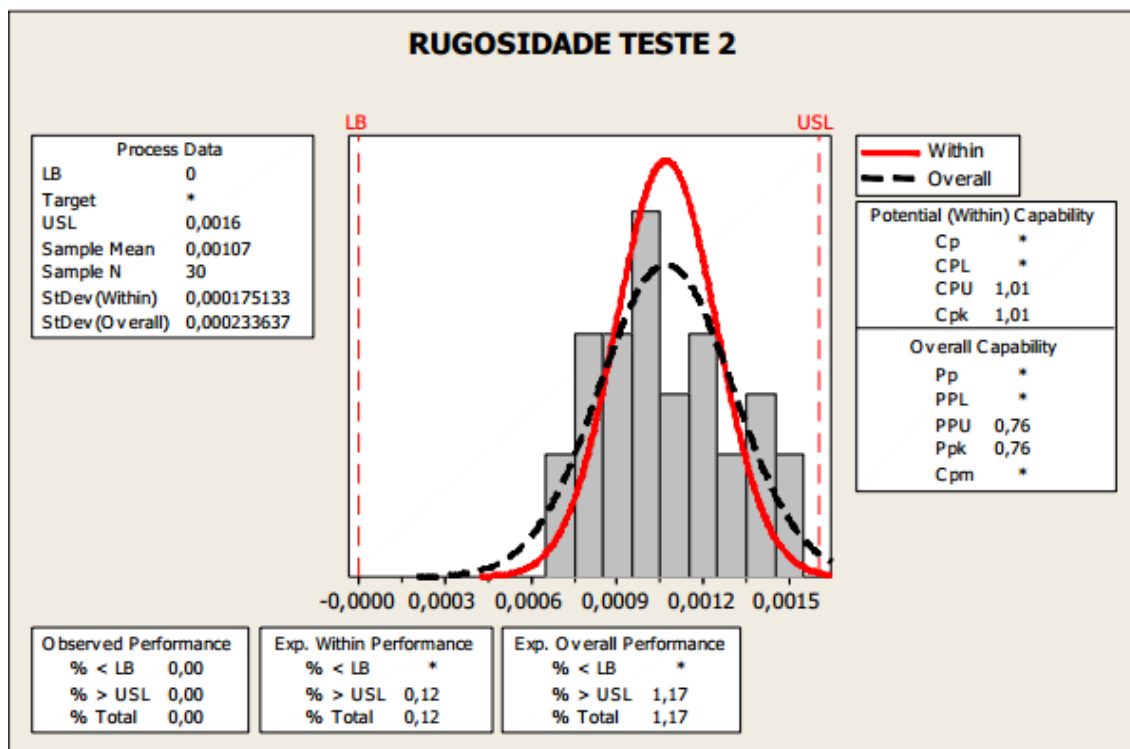 RUGOSIDADE TESTE 2
LB
USL
Process Data
LB 0
Target *
USL 0,0016
Sample Mean 0,00107
Sample N 30
StDev(Within) 0,000175133
StDev(Overall) 0,000233637
Within
Overall
Potential (Within) Capability
Cp *
CPL *
CPU 1,01
Cpk 1,01
Overall Capability
Pp *
PPL *
PPU 0,76
Ppk 0,76
Cpm *
-0,0000 0,0003 0,0006 0,0009 0,0012 0,0015
Observed Performance
% < LB 0,00
% > USL 0,00
% Total 0,00
Exp. Within Performance
% < LB *
% > USL 0,12
% Total 0,12
Exp. Overall Performance
% < LB *
% > USL 1,17
% Total 1,17